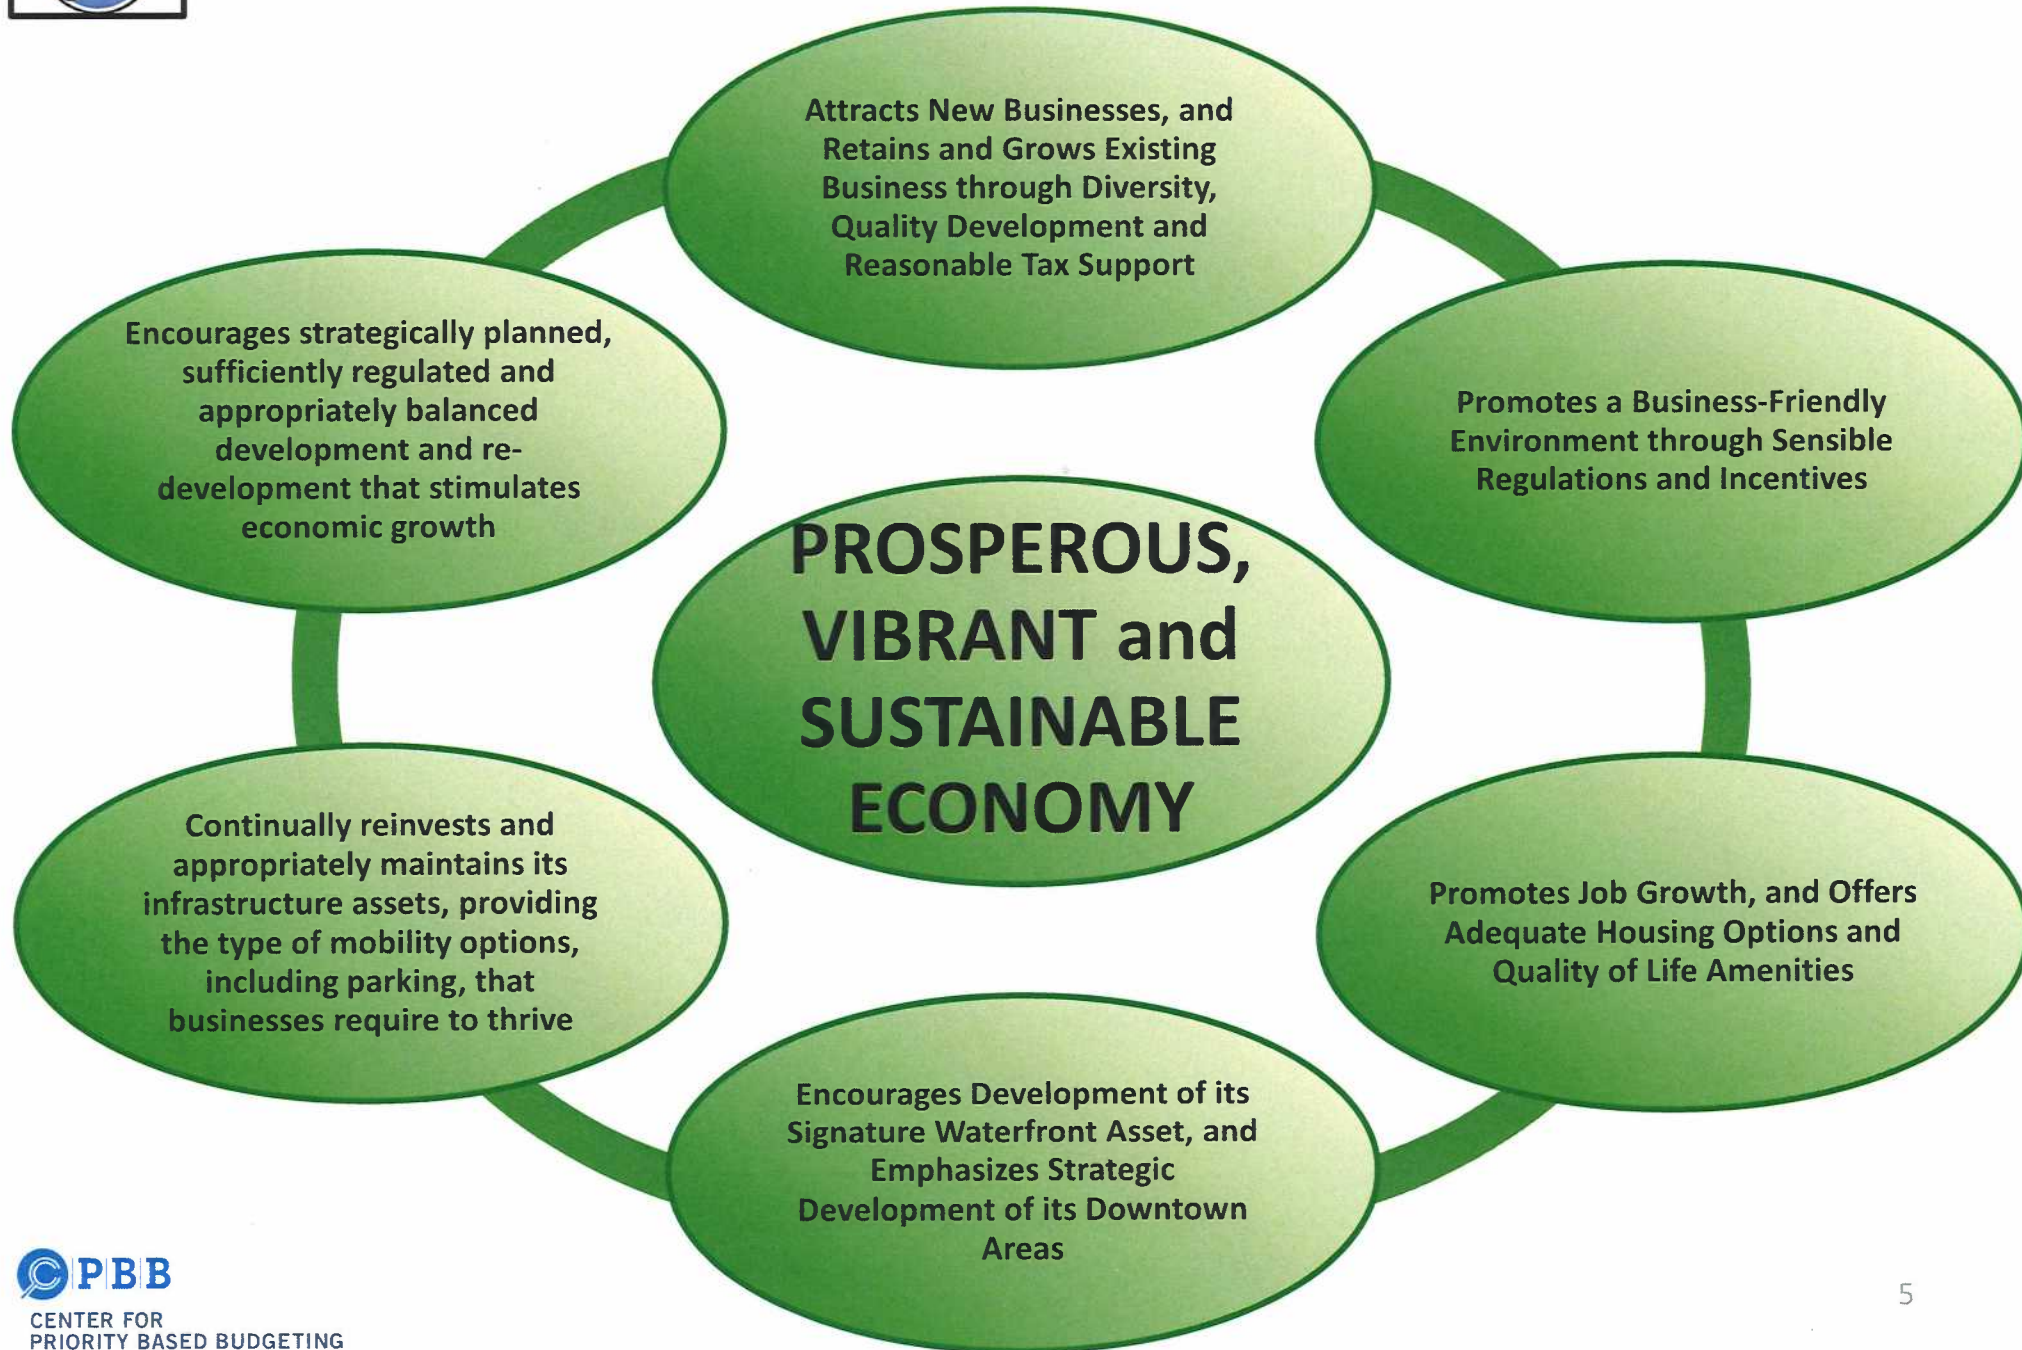 Attracts New Businesses, and
Retains and Grows Existing
Business through Diversity,
Quality Development and
Reasonable Tax Support
Promotes a Business-Friendly
Environment through Sensible
Regulations and Incentives
Promotes Job Growth, and Offers
Adequate Housing Options and
Quality of Life Amenities
Encourages Development of its
Signature Waterfront Asset, and
Emphasizes Strategic
Development of its Downtown
Areas
Continually reinvests and
appropriately maintains its
infrastructure assets, providing
the type of mobility options,
including parking, that
businesses require to thrive
Encourages strategically planned,
sufficiently regulated and
appropriately balanced
development and re-
development that stimulates
economic growth
PROSPEROUS,
VIBRANT and
SUSTAINABLE
ECONOMY
CPBB
CENTER FOR
PRIORITY BASED BUDGETING
5